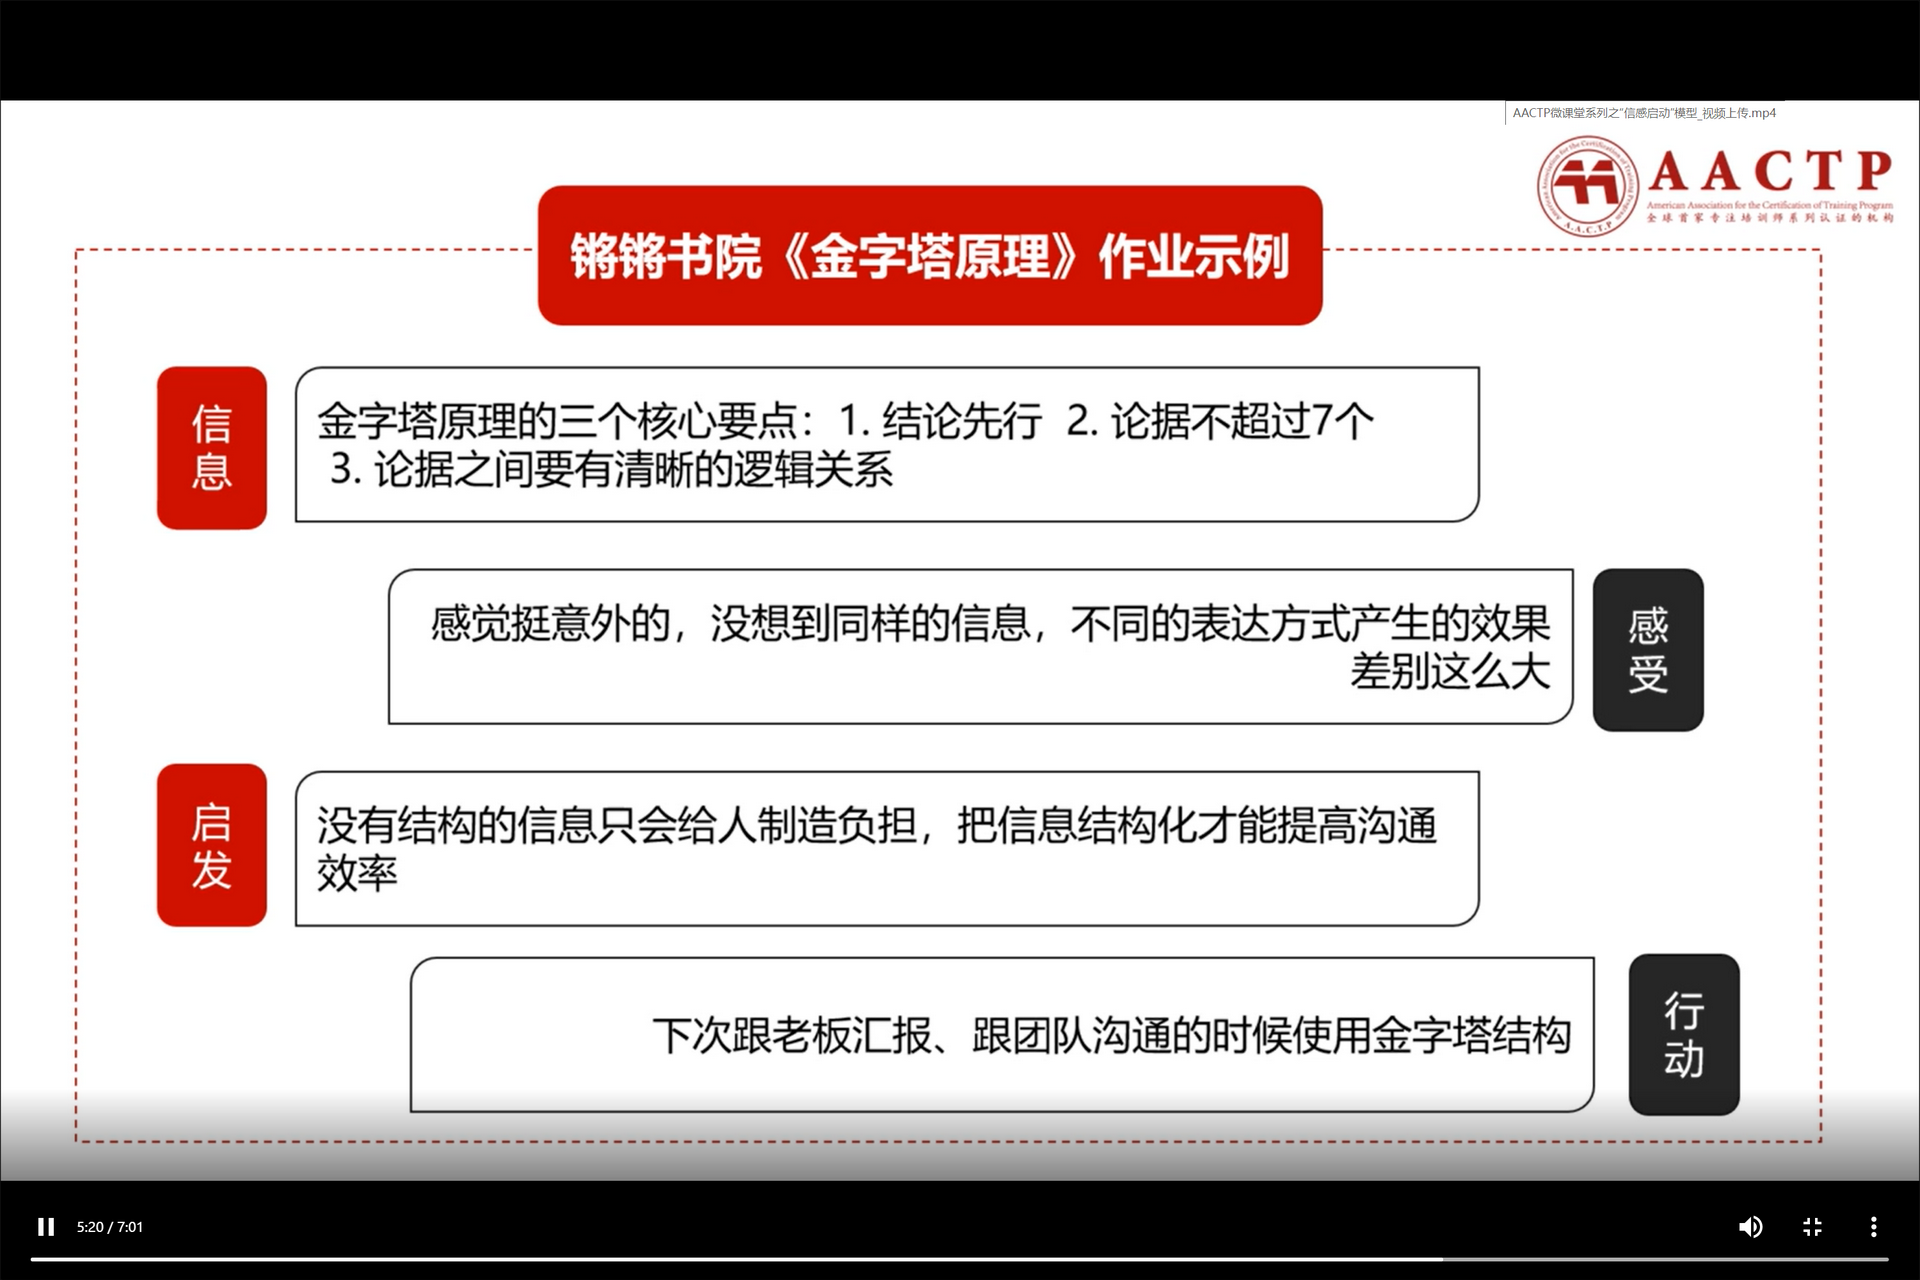 AACTP微课堂系列之“信感启动”模型_视频上传.mp4
AACTP
American Association for the Certification of Training Program
全球首家专注培训师系列认证的机构
A.A.C.T.P
锵锵书院《金字塔原理》作业示例
信
息
金字塔原理的三个核心要点：1. 结论先行 2. 论据不超过7个
3. 论据之间要有清晰的逻辑关系
感觉挺意外的，没想到同样的信息，不同的表达方式产生的效果
差别这么大
感
受
启
发
没有结构的信息只会给人制造负担，把信息结构化才能提高沟通
效率
下次跟老板汇报、跟团队沟通的时候使用金字塔结构
行
动
5:20 / 7:01